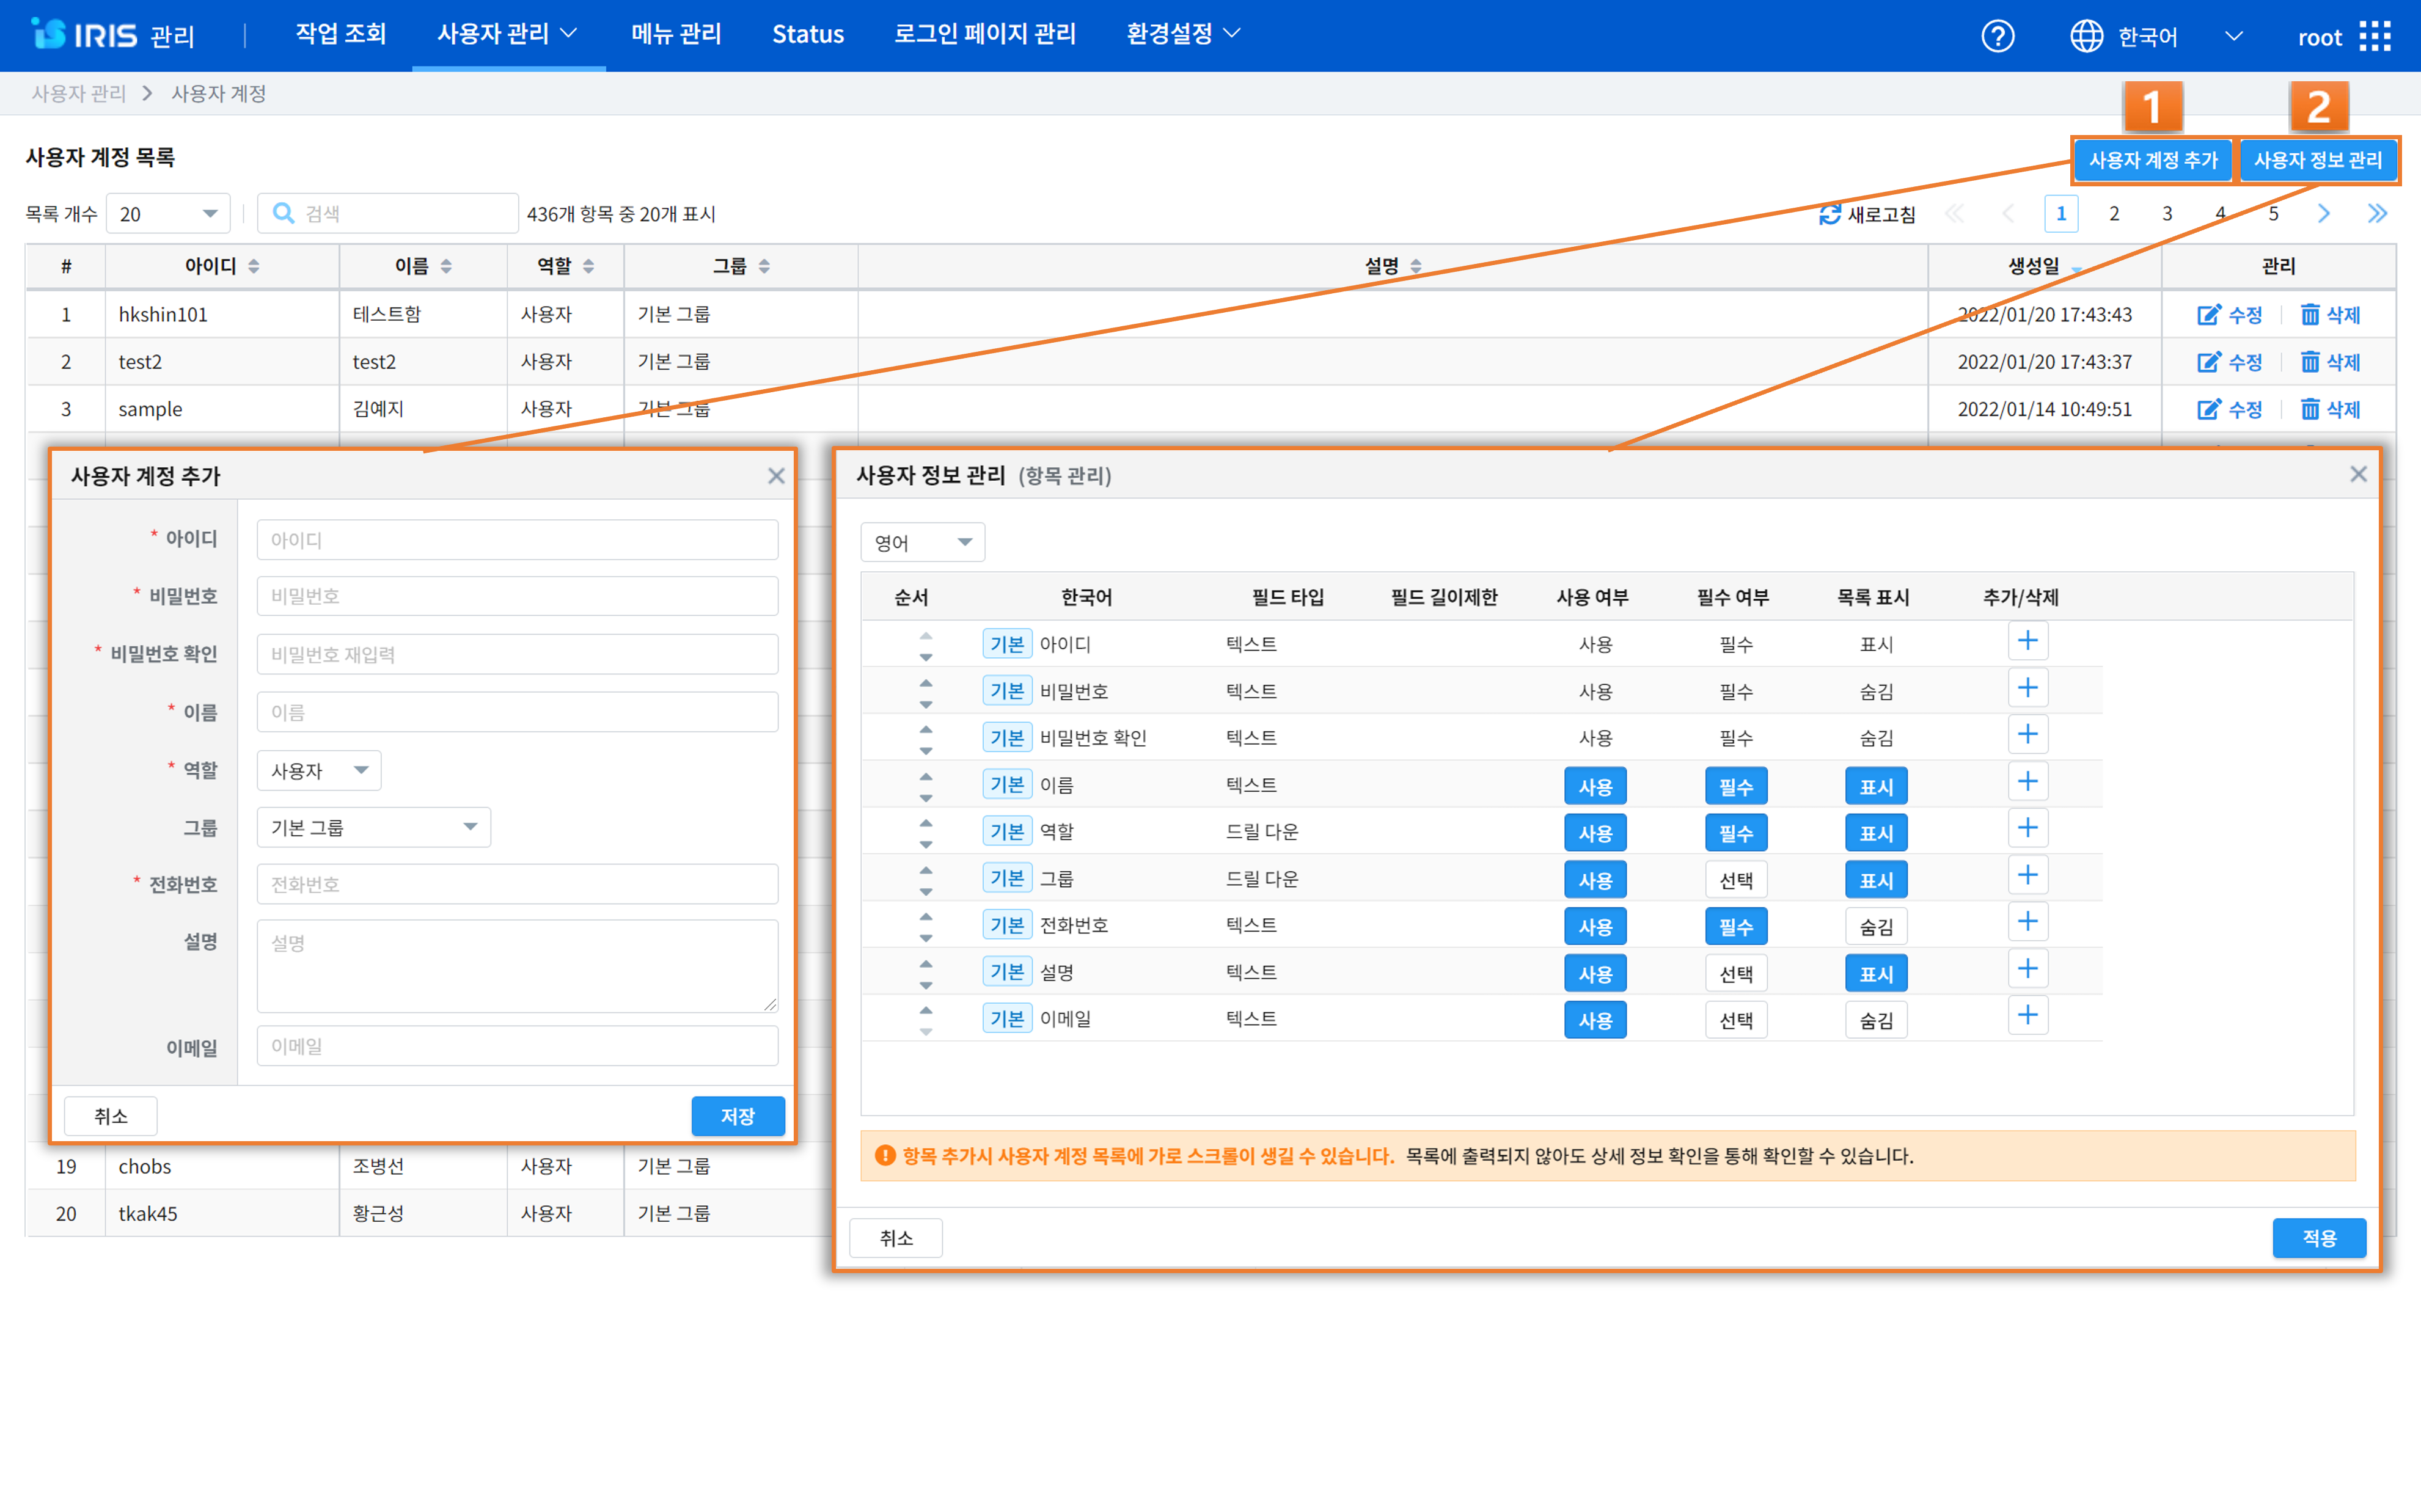 IRIS 관리 작업 조회 사용자 관리 메뉴 관리 Status 로그인 페이지 관리 환경설정 한국어 root
사용자 관리 > 사용자 계정
1 2
사용자 계정 목록 사용자 계정 추가 사용자 정보 관리
목록 개수 20 검색 436개 항목 중 20개 표시 새로고침 1 2 3 4 5
# 아이디 이름 역할 그룹 설명 생성일 관리
1 hkshin101 테스트함 사용자 기본 그룹 2022/01/20 17:43:43 수정 삭제
2 test2 test2 사용자 기본 그룹 2022/01/20 17:43:37 수정 삭제
3 sample 김예지 사용자 기본 그룹 2022/01/14 10:49:51 수정 삭제
사용자 계정 추가
* 아이디 아이디
* 비밀번호 비밀번호
* 비밀번호 확인 비밀번호 재입력
* 이름 이름
* 역할 사용자
그룹 기본 그룹
* 전화번호 전화번호
설명 설명
이메일 이메일
취소 저장
19 chobs 조병선 사용자 기본 그룹
20 tkak45 황근성 사용자 기본 그룹
사용자 정보 관리 (항목 관리)
영어
순서 한국어 필드 타입 필드 길이제한 사용 여부 필수 여부 목록 표시 추가/삭제
기본 아이디 텍스트 사용 필수 표시
기본 비밀번호 텍스트 사용 필수 숨김
기본 비밀번호 확인 텍스트 사용 필수 숨김
기본 이름 텍스트 사용 필수 표시
기본 역할 드릴 다운 사용 필수 표시
기본 그룹 드릴 다운 사용 선택 표시
기본 전화번호 텍스트 사용 필수 숨김
기본 설명 텍스트 사용 선택 표시
기본 이메일 텍스트 사용 선택 숨김
항목 추가시 사용자 계정 목록에 가로 스크롤이 생길 수 있습니다. 목록에 출력되지 않아도 상세 정보 확인을 통해 확인할 수 있습니다.
취소 적용